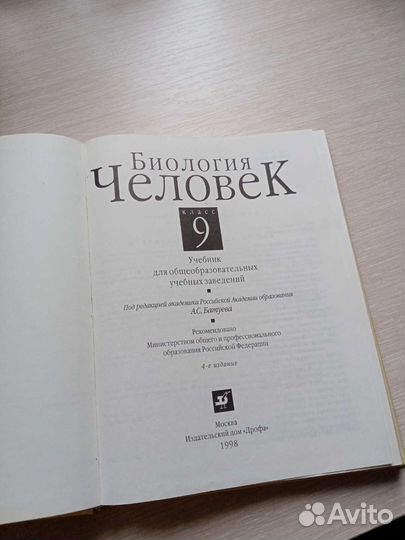 Биология
Человек
класс
9
Учебник
для общеобразовательных
учебных заведений
Под редакцией академика Российской Академии образования
А.С. Батуева
Рекомендовано
Министерством общего и профессионального
образования Российской Федерации
4-е издание
Москва
Издательский дом «Дрофа»
1998
Avito